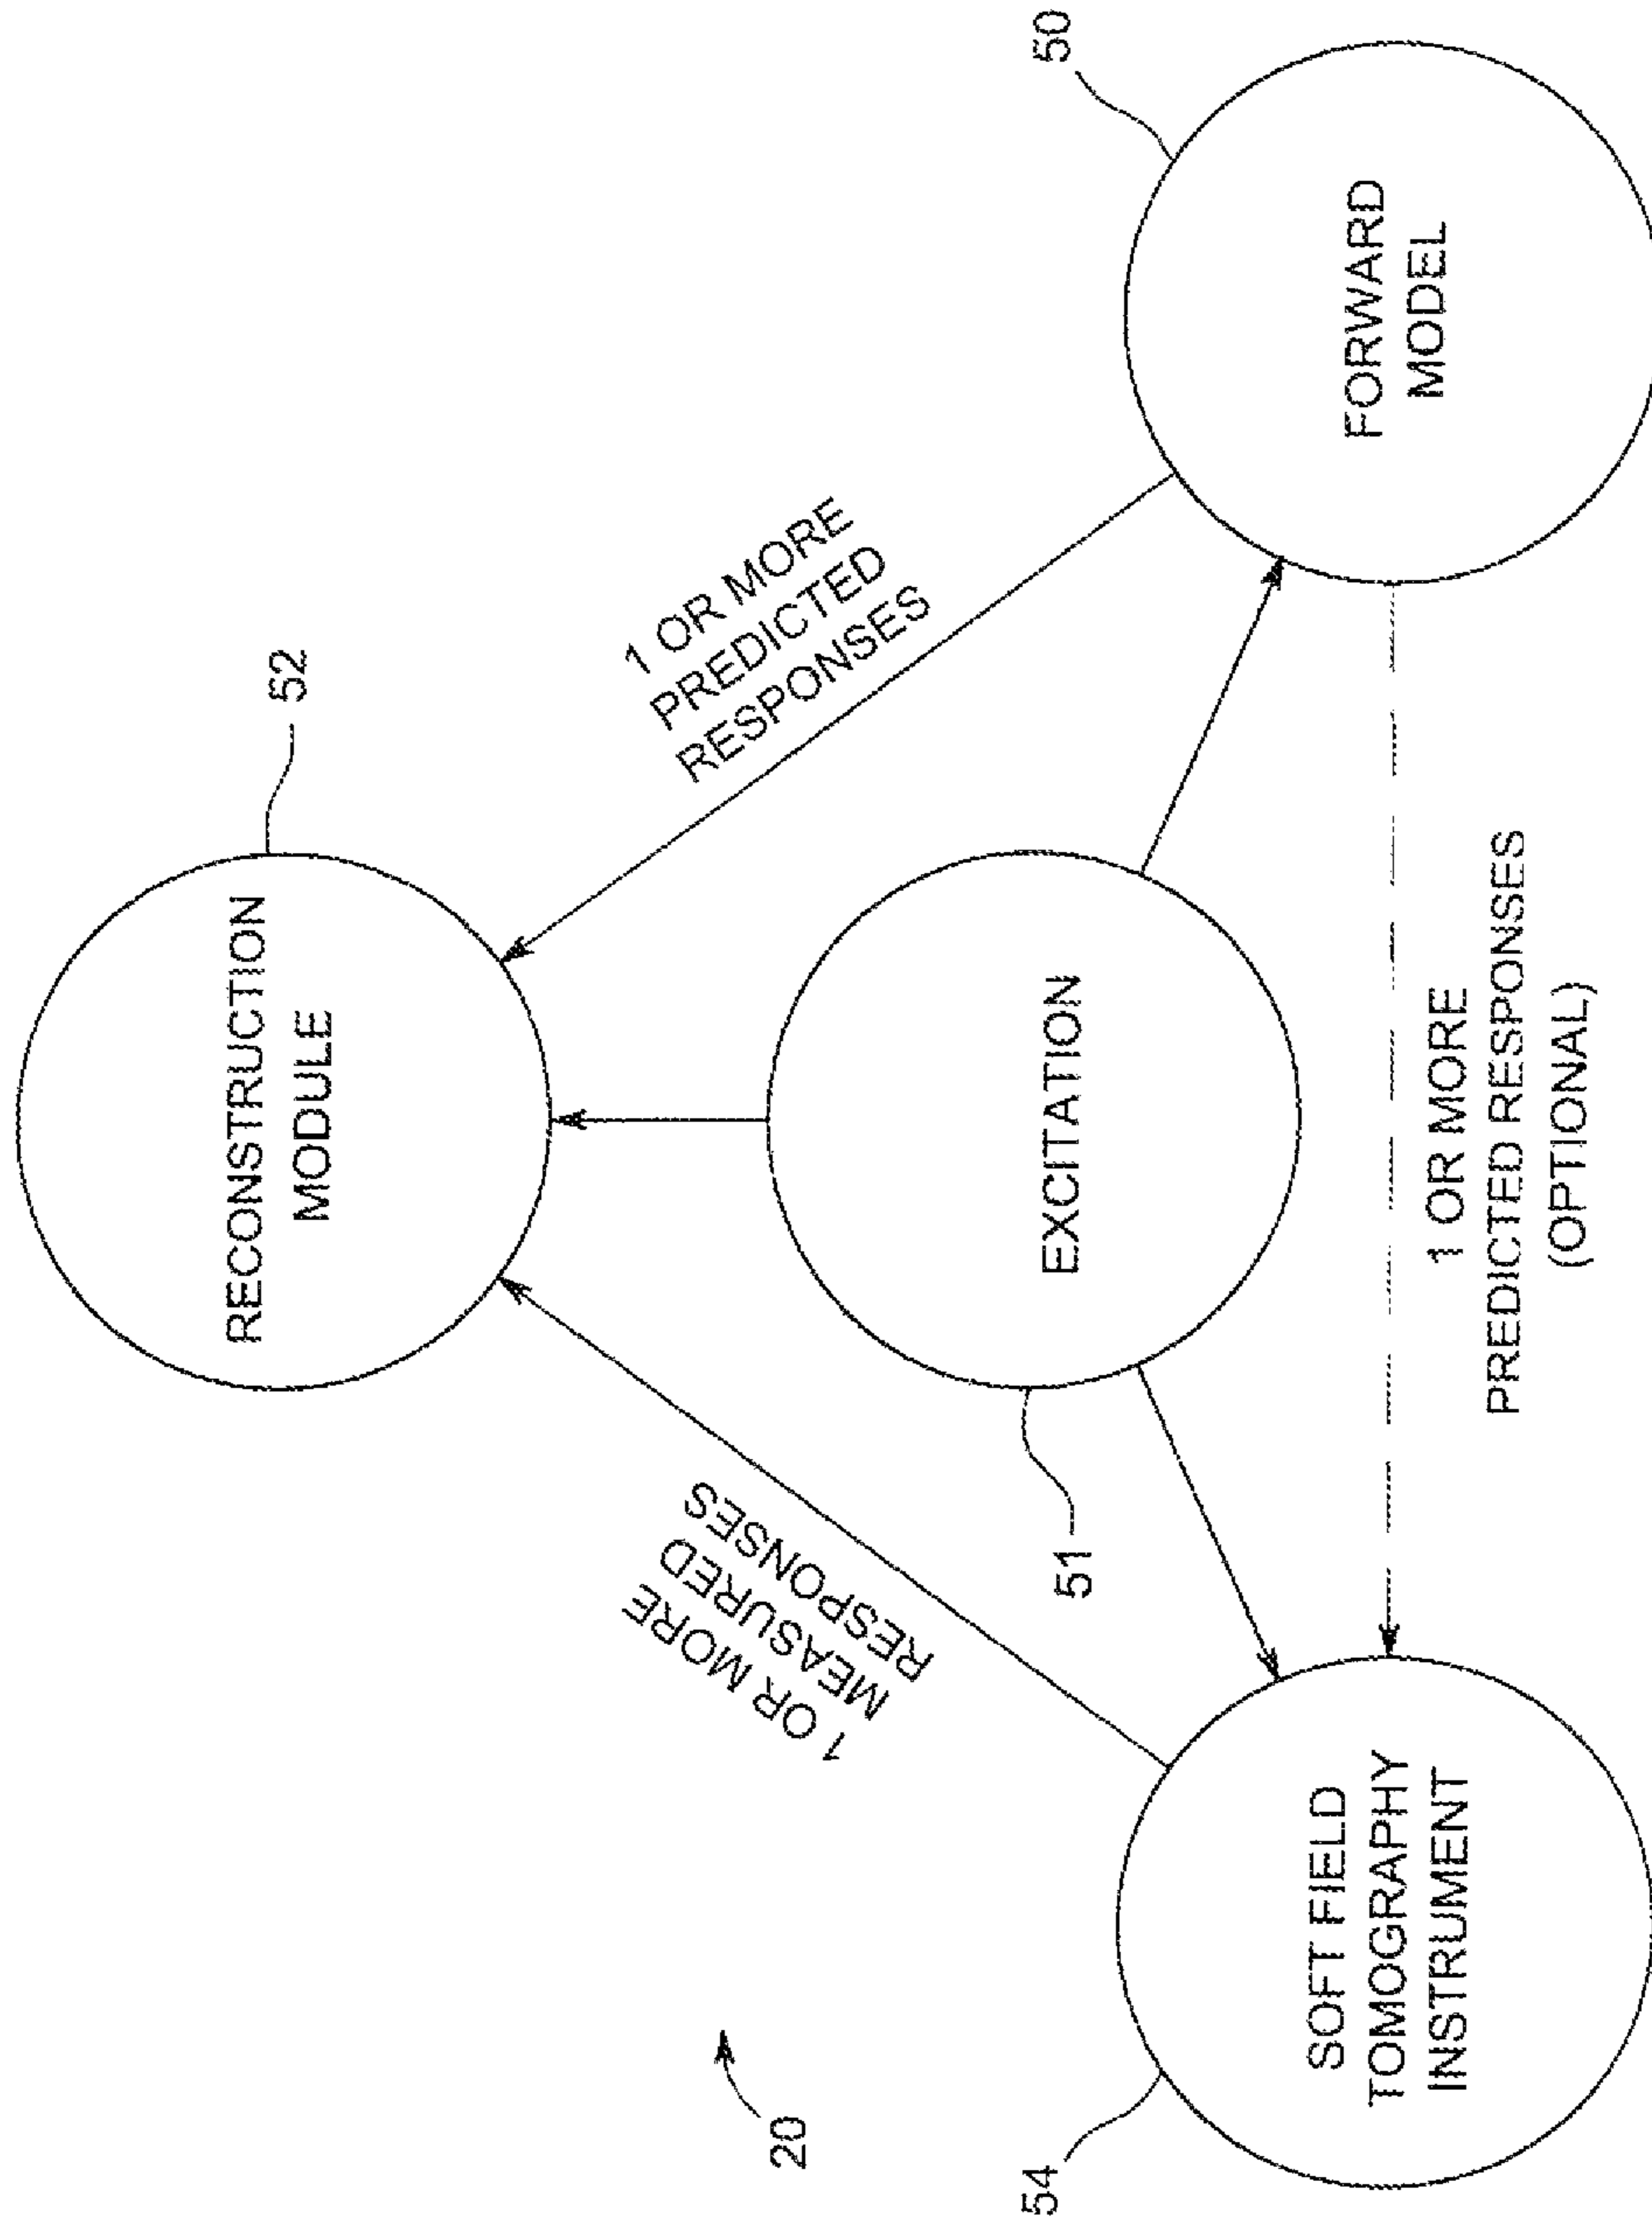 RECONSTRUCTION
MODULE
52
1 OR MORE
MEASURED
RESPONSES
1 OR MORE
PREDICTED
RESPONSES
20
EXCITATION
51
54
SOFT FIELD
TOMOGRAPHY
INSTRUMENT
50
FORWARD
MODEL
1 OR MORE
PREDICTED RESPONSES
(OPTIONAL)